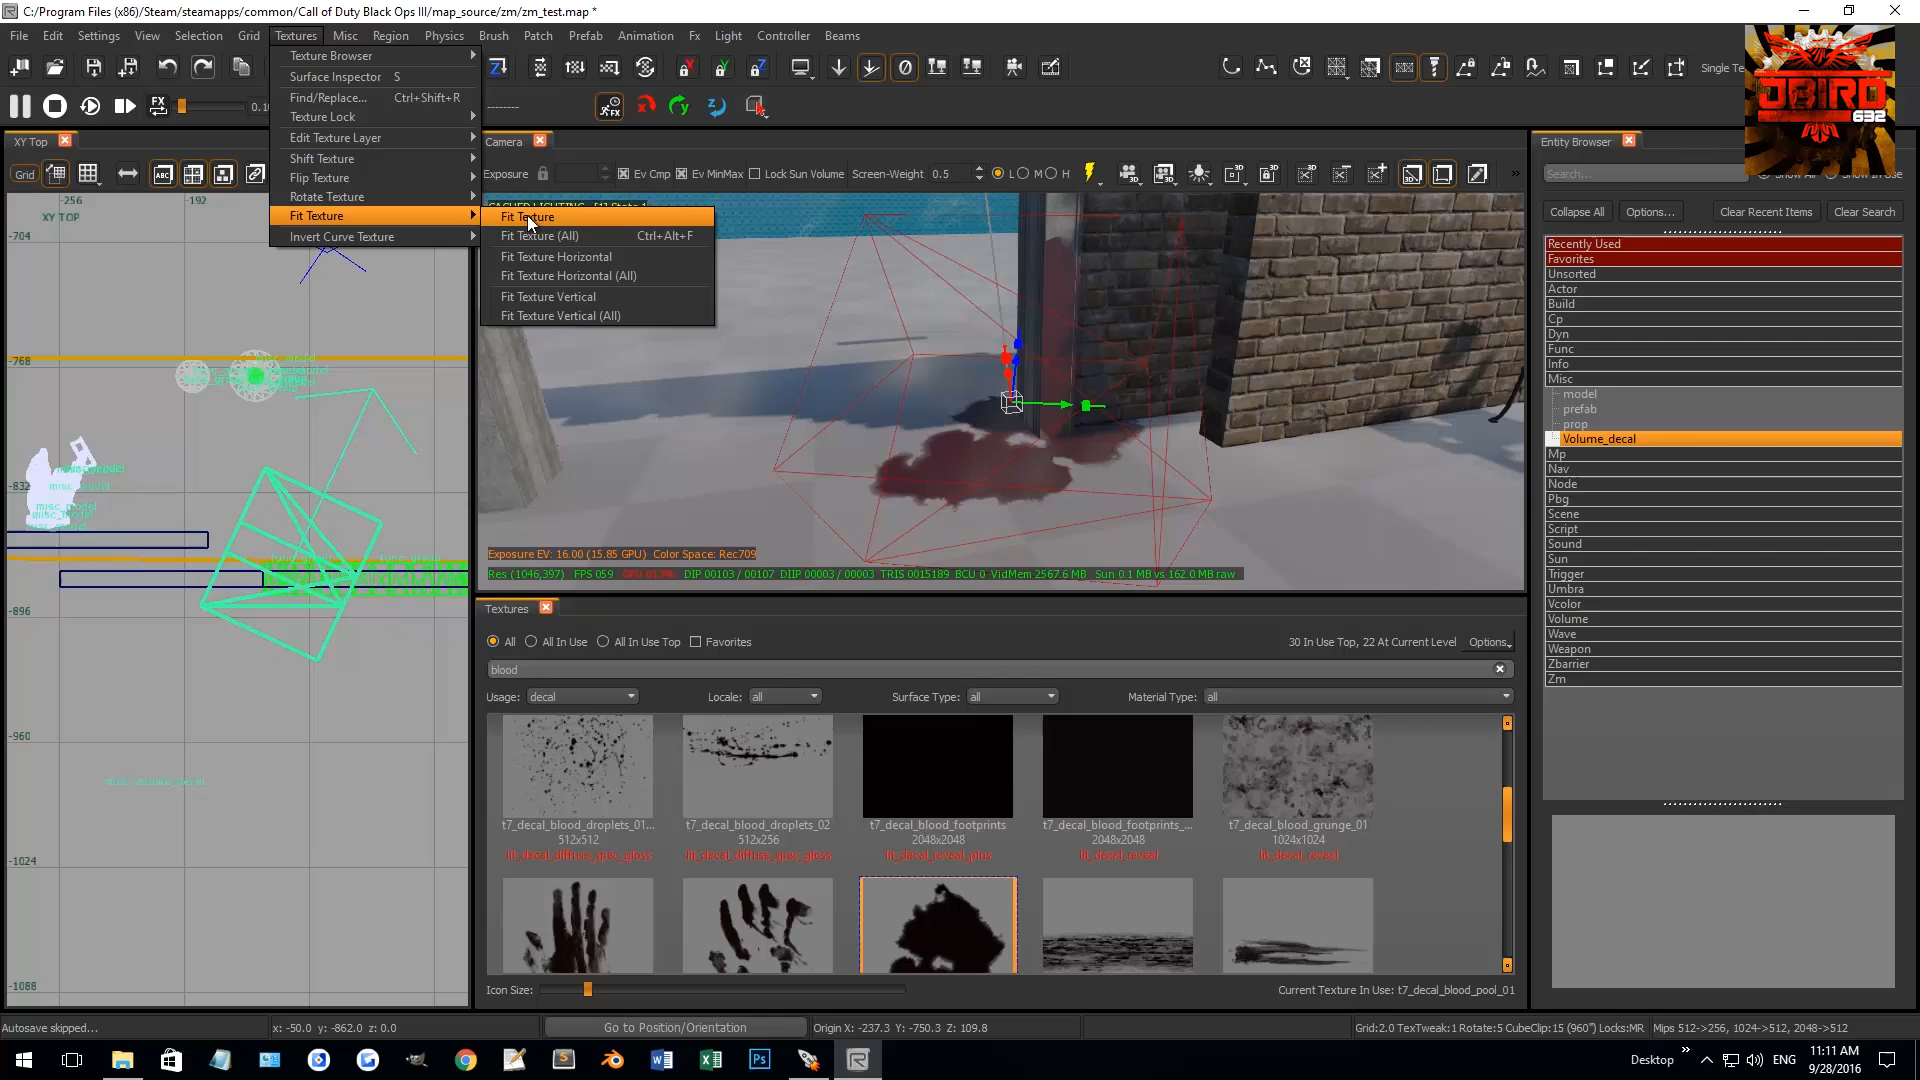 C:/Program Files (x86)/Steam/steamapps/common/Call of Duty Black Ops III/map_source/zm/zm_test.map *
File Edit Settings View Selection Grid Textures Misc Region Physics Selection Brush Patch Prefab Animation Fx Light Controller Beams
Texture Browser
Surface Inspector S
Find/Replace... Ctrl+Shift+R
Texture Lock
Edit Texture Layer
Shift Texture
Flip Texture
Rotate Texture
Fit Texture
Invert Curve Texture
Fit Texture
Fit Texture (All) Ctrl+Alt+F
Fit Texture Horizontal
Fit Texture Horizontal (All)
Fit Texture Vertical
Fit Texture Vertical (All)
Single Te
JBIRD
632
FX
0.1
XY Top
Grid
ABC
Camera
Exposure Ev Cmp Ev MinMax Lock Sun Volume Screen-Weight 0.5 L M H
-256 -192
XY TOP
-704
-768
-832
-896
-960
-1024
-1088
misc_model
func_group
Exposure EV: 16.00 (15.85 GPU) Color Space: Rec709
Res (1046,397) FPS 059 DIP 00103 / 00107 DIIP 00003 / 00003 TRIS 0015189 BCU 0 VidMem 2567.6 MB Sun 0.1 MB vs 162.0 MB raw
Entity Browser
Search...
Show All Show In Use
Collapse All Options... Clear Recent Items Clear Search
Recently Used
Favorites
Unsorted
Actor
Build
Cp
Dyn
Func
Info
Misc
model
prefab
prop
Volume_decal
Mp
Nav
Node
Pbg
Scene
Script
Sound
Sun
Trigger
Umbra
Vcolor
Volume
Wave
Weapon
Zbarrier
Zm
Textures
All All In Use All In Use Top Favorites
30 In Use Top, 22 At Current Level Options
blood
Usage: decal Locale: all Surface Type: all Material Type: all
t7_decal_blood_droplets_01...
512x512
lit_decal_diffuse_spec_gloss
t7_decal_blood_droplets_02
512x256
lit_decal_diffuse_spec_gloss
t7_decal_blood_footprints
2048x2048
lit_decal_reveal_plus
t7_decal_blood_footprints_...
2048x2048
lit_decal_reveal
t7_decal_blood_grunge_01
1024x1024
lit_decal_reveal
Icon Size:
Current Texture In Use: t7_decal_blood_pool_01
Autosave skipped...
x: -50.0 y: -862.0 z: 0.0
Go to Position/Orientation
Origin X: -237.3 Y: -750.3 Z: 109.8
Grid:2.0 TexTweak:1 Rotate:5 CubeClip:15 (960") Locks:MR
Mips 512->256, 1024->512, 2048->512
Desktop
ENG
11:11 AM
9/28/2016